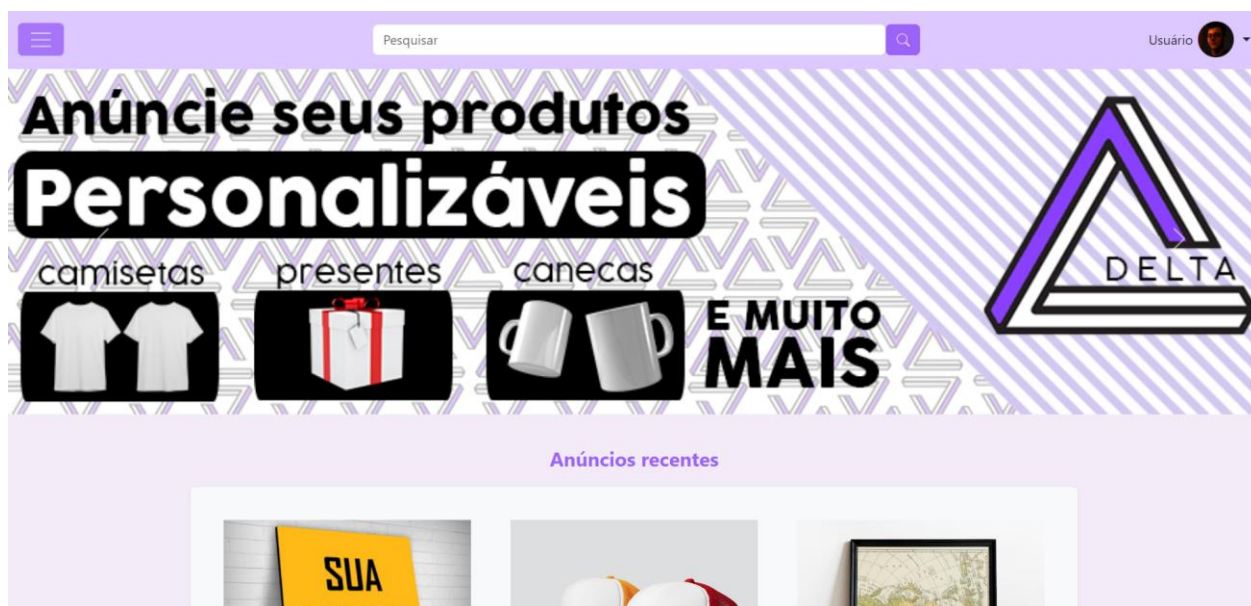 Pesquisar
Usuário
Anúncie seus produtos
Personalizáveis
camisetas presentes canecas
E MUITO
MAIS
DELTA
Anúncios recentes
SUA